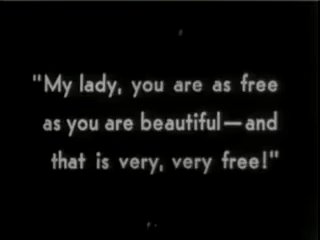 "My lady, you are as free
as you are beautiful—and
that is very, very free!"